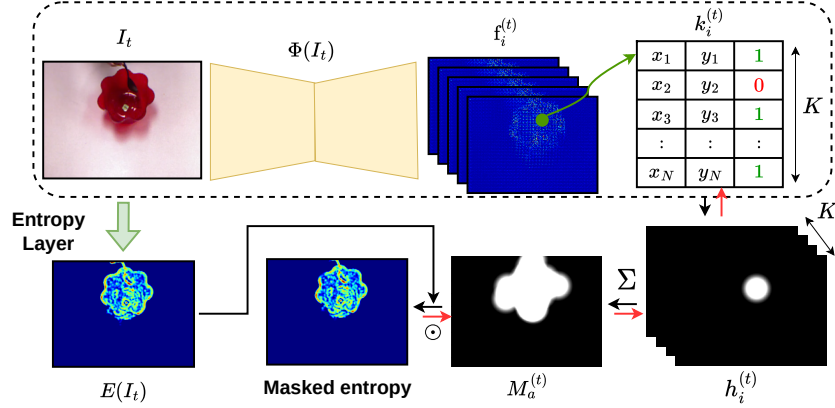 I_t
Φ(I_t)
f_i^{(t)}
k_i^{(t)}
x_1 y_1 1
x_2 y_2 0
x_3 y_3 1
: : :
x_N y_N 1
K
Entropy
Layer
K
Σ
⊙
E(I_t)
Masked entropy
M_a^{(t)}
h_i^{(t)}